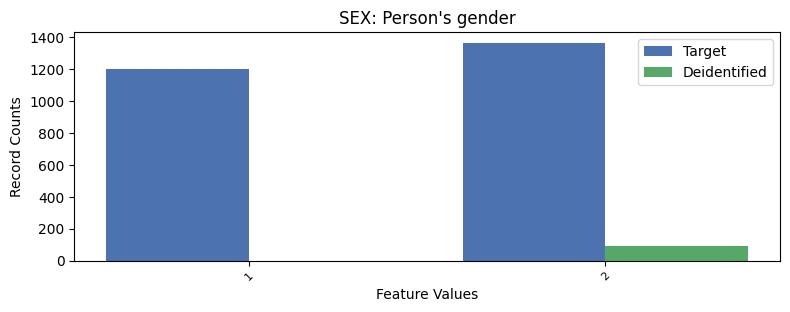 SEX: Person's gender
1400
1200
1000
800
600
400
200
0
Record Counts
Target
Deidentified
1
2
Feature Values